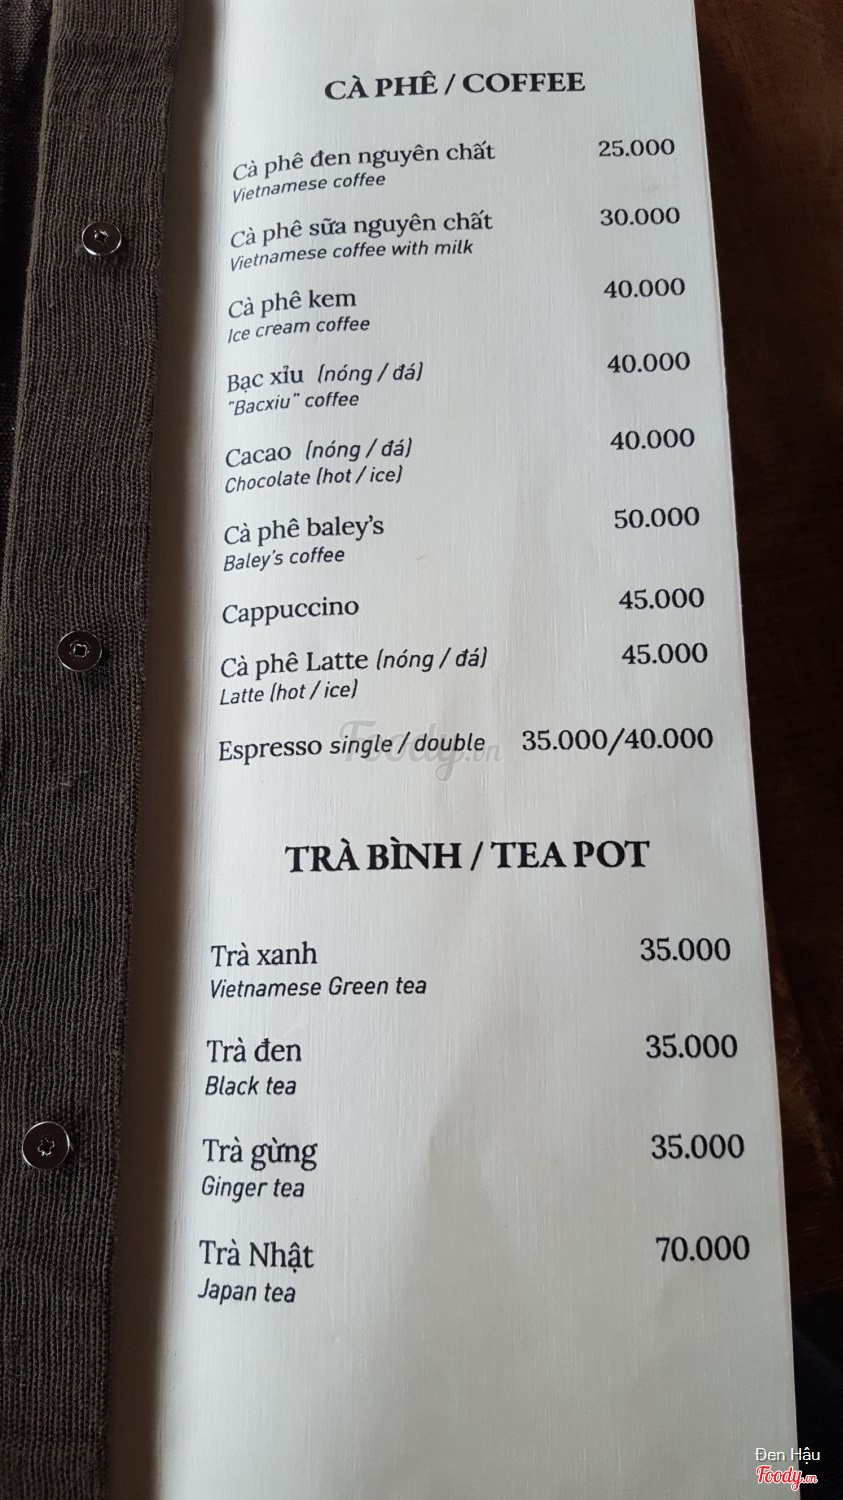 CÀ PHÊ / COFFEE
Cà phê đen nguyên chất 25.000
Vietnamese coffee
Cà phê sữa nguyên chất 30.000
Vietnamese coffee with milk
Cà phê kem 40.000
Ice cream coffee
Bạc xỉu (nóng / đá) 40.000
"Bacxiu" coffee
Cacao (nóng / đá) 40.000
Chocolate (hot / ice)
Cà phê baley's 50.000
Baley's coffee
Cappuccino 45.000
Cà phê Latte (nóng / đá) 45.000
Latte (hot / ice)
Espresso single / double 35.000/40.000
Foody.vn
TRÀ BÌNH / TEA POT
Trà xanh 35.000
Vietnamese Green tea
Trà đen 35.000
Black tea
Trà gừng 35.000
Ginger tea
Trà Nhật 70.000
Japan tea
Đen Hậu
Foody.vn